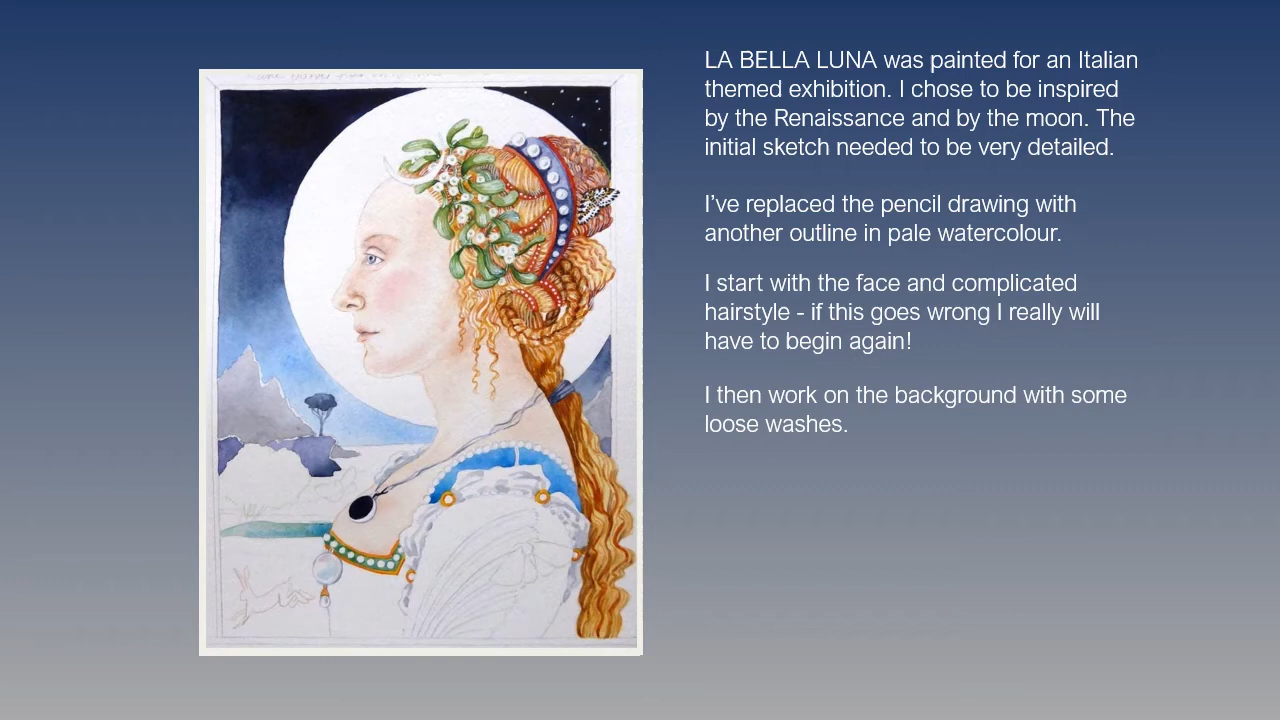 LA BELLA LUNA was painted for an Italian
themed exhibition. I chose to be inspired
by the Renaissance and by the moon. The
initial sketch needed to be very detailed.
I've replaced the pencil drawing with
another outline in pale watercolour.
I start with the face and complicated
hairstyle - if this goes wrong I really will
have to begin again!
I then work on the background with some
loose washes.